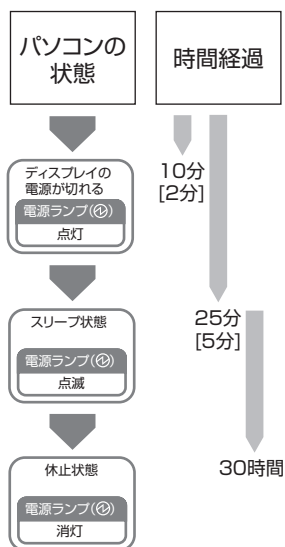 パソコンの
状態
時間経過
ディスプレイの
電源が切れる
電源ランプ()
点灯
10分
[2分]
スリープ状態
電源ランプ()
点滅
25分
[5分]
休止状態
電源ランプ()
消灯
30時間